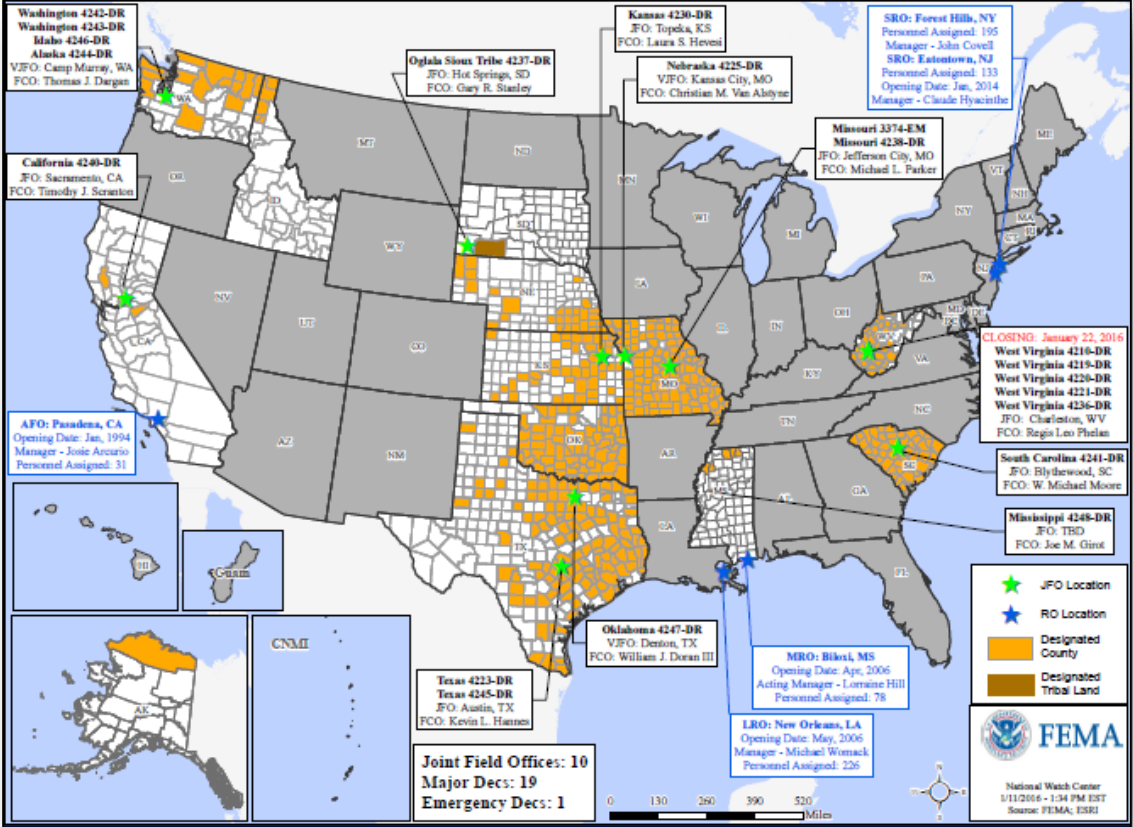 Washington 4242-DR
Washington 4243-DR
Idaho 4246-DR
Alaska 4244-DR
VJFO: Camp Murray, WA
FCO: Thomas J. Dargan
Oglala Sioux Tribe 4237-DR
JFO: Hot Springs, SD
FCO: Gary R. Stanley
Kansas 4230-DR
JFO: Topeka, KS
FCO: Laura S. Hevesi
Nebraska 4225-DR
VJFO: Kansas City, MO
FCO: Christian M. Van Alstyne
SRO: Forest Hills, NY
Personnel Assigned: 195
Manager - John Covell
SRO: Eatontown, NJ
Personnel Assigned: 133
Opening Date: Jan, 2014
Manager - Claude Hyacinthe
Missouri 3374-EM
Missouri 4238-DR
JFO: Jefferson City, MO
FCO: Michael L. Parker
California 4240-DR
JFO: Sacramento, CA
FCO: Timothy J. Scranton
WA
MT
ND
MN
OR
ID
SD
WY
WI
MI
NY
VT
NH
ME
MA
RI
CT
NJ
PA
NV
UT
CO
NE
IA
IN
OH
WV
MD
DE
VA
CA
KS
MO
KY
AZ
NM
OK
AR
TN
NC
SC
TX
LA
MS
AL
GA
FL
CLOSING: January 22, 2016
West Virginia 4210-DR
West Virginia 4219-DR
West Virginia 4220-DR
West Virginia 4221-DR
West Virginia 4236-DR
JFO: Charleston, WV
FCO: Regis Leo Phelan
AFO: Pasadena, CA
Opening Date: Jan, 1994
Manager - Josie Arcurio
Personnel Assigned: 31
South Carolina 4241-DR
JFO: Blythewood, SC
FCO: W. Michael Moore
Mississippi 4248-DR
JFO: TBD
FCO: Joe M. Girot
HI
Guam
AK
CNMI
Oklahoma 4247-DR
VJFO: Denton, TX
FCO: William J. Doran III
Texas 4223-DR
Texas 4245-DR
JFO: Austin, TX
FCO: Kevin L. Hannes
MRO: Biloxi, MS
Opening Date: Apr, 2006
Acting Manager - Lorraine Hill
Personnel Assigned: 78
LRO: New Orleans, LA
Opening Date: May, 2006
Manager - Michael Womack
Personnel Assigned: 226
Joint Field Offices: 10
Major Decs: 19
Emergency Decs: 1
0 130 260 390 520
Miles
JFO Location
RO Location
Designated
County
Designated
Tribal Land
FEMA
National Watch Center
1/11/2016 - 1:34 PM EST
Source: FEMA; ESRI